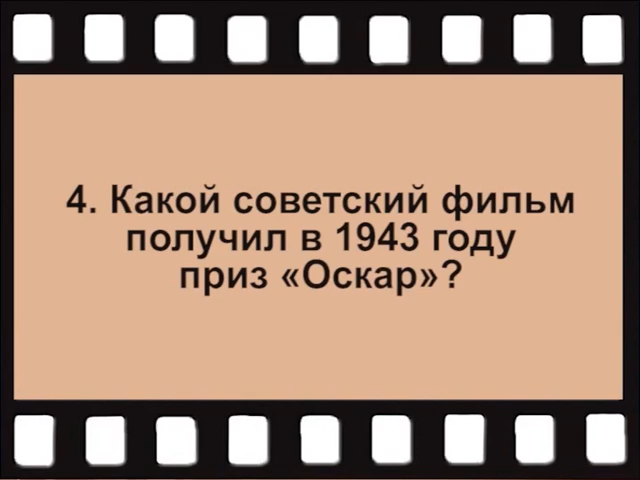 4. Какой советский фильм
получил в 1943 году
приз «Оскар»?